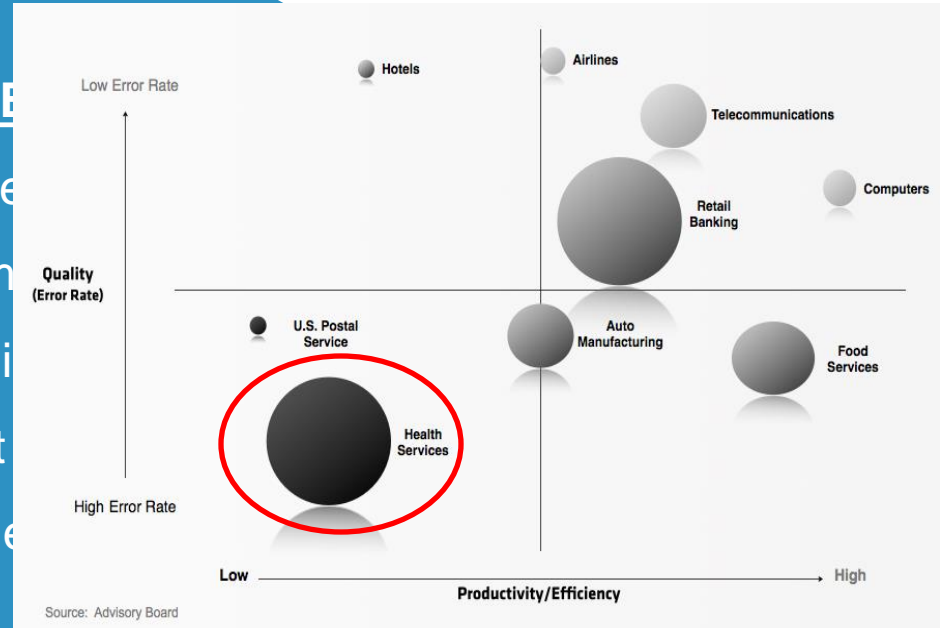 Hotels
Airlines
Low Error Rate
Telecommunications
Computers
Retail
Banking
Quality
(Error Rate)
U.S. Postal
Service
Auto
Manufacturing
Food
Services
Health
Services
High Error Rate
Low
High
Productivity/Efficiency
Source: Advisory Board